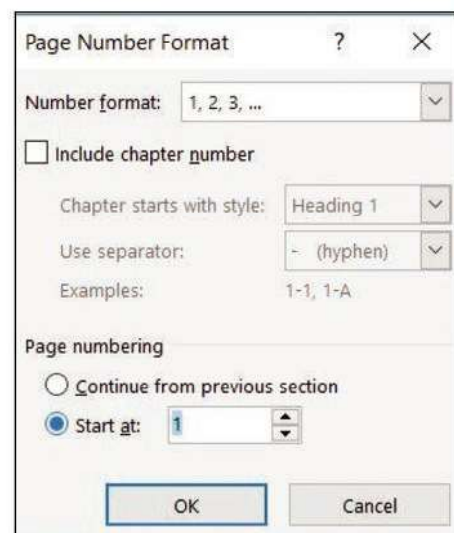 Page Number Format ? ×
Number format: 1, 2, 3, ...
Include chapter number
Chapter starts with style: Heading 1
Use separator: - (hyphen)
Examples: 1-1, 1-A
Page numbering
Continue from previous section
Start at: 1
OK Cancel